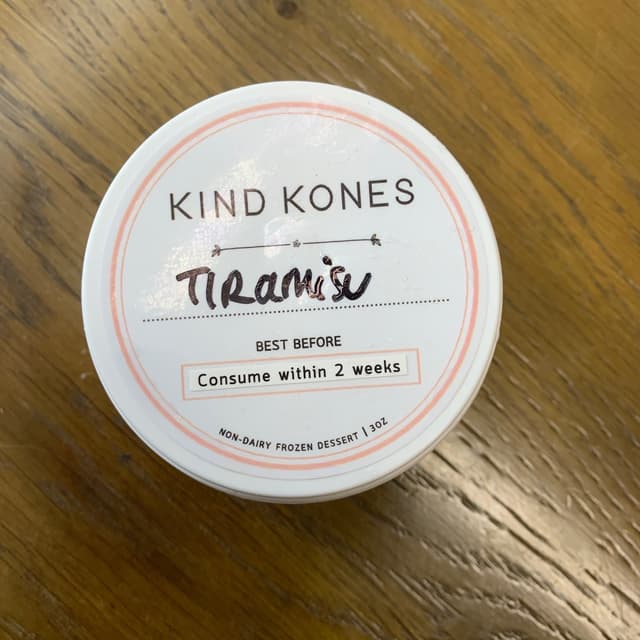 KIND KONES
TIRamisu
BEST BEFORE
Consume within 2 weeks
NON-DAIRY FROZEN DESSERT | 3OZ